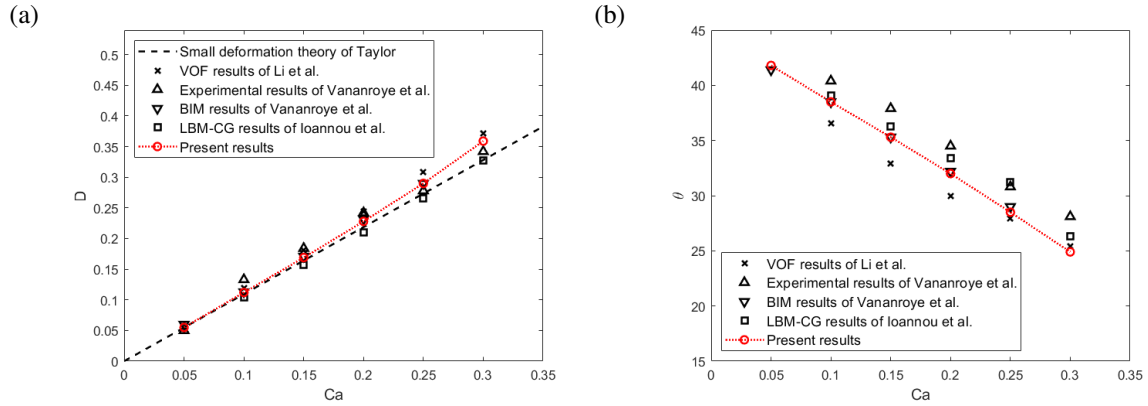 (a)
0.5
0.45
0.4
0.35
0.3
0.25
0.2
0.15
0.1
0.05
0
D
Small deformation theory of Taylor
VOF results of Li et al.
Experimental results of Vananroye et al.
BIM results of Vananroye et al.
LBM-CG results of Ioannou et al.
Present results
0 0.05 0.1 0.15 0.2 0.25 0.3 0.35
Ca
(b)
45
40
35
30
25
20
15
θ
VOF results of Li et al.
Experimental results of Vananroye et al.
BIM results of Vananroye et al.
LBM-CG results of Ioannou et al.
Present results
0 0.05 0.1 0.15 0.2 0.25 0.3 0.35
Ca